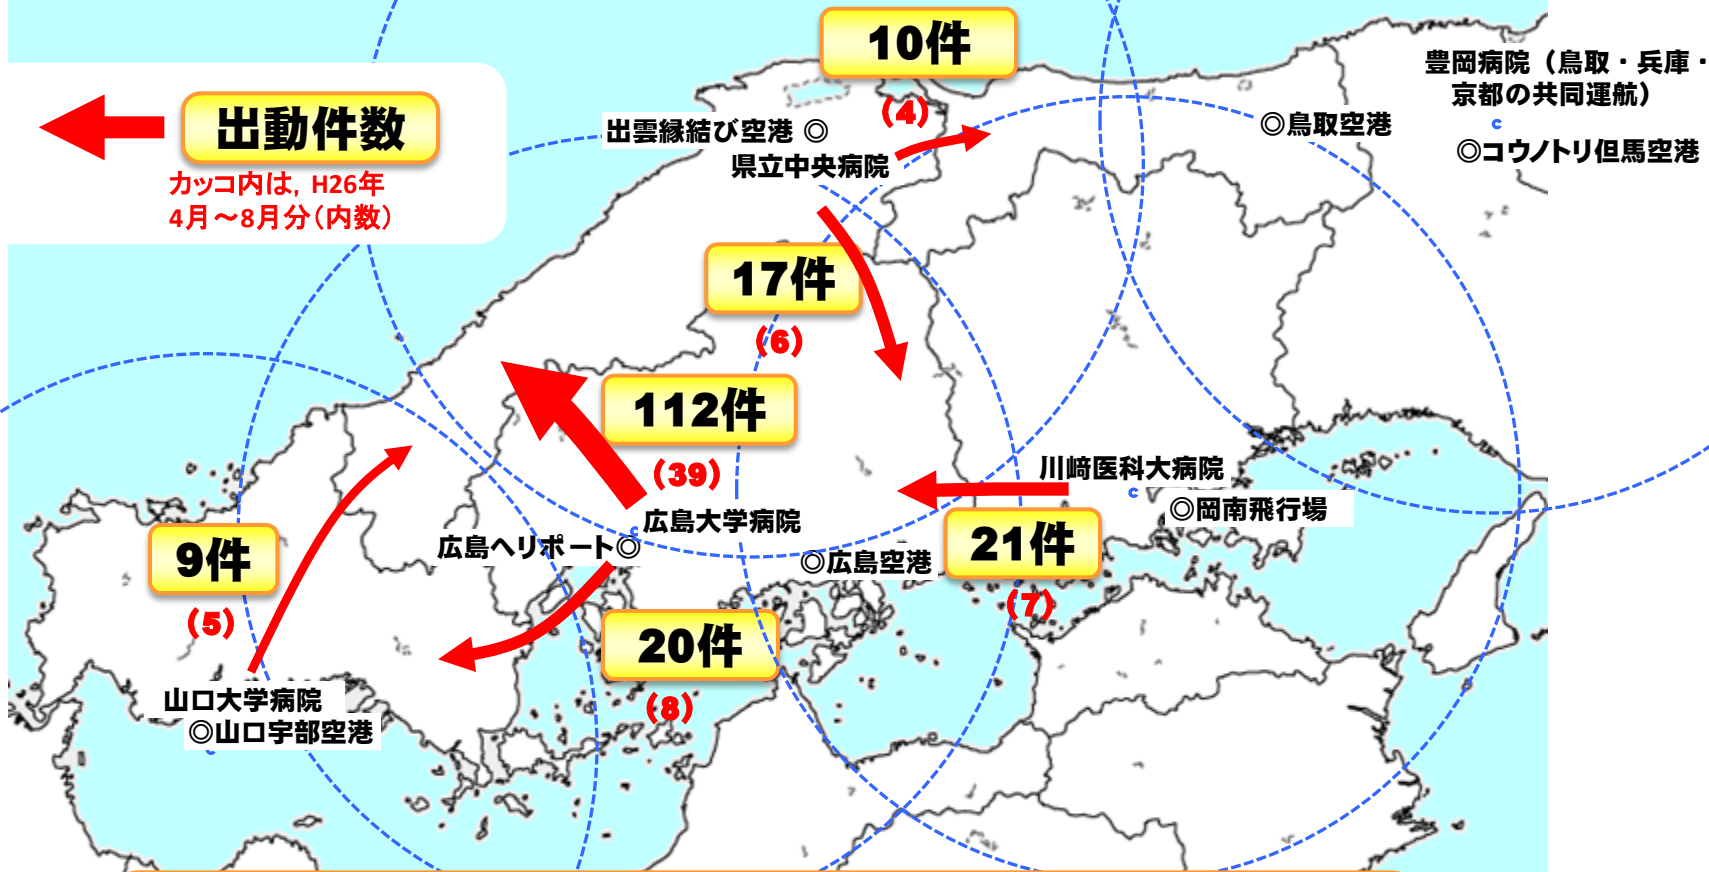 10件
(4)
豊岡病院（鳥取・兵庫・
京都の共同運航）
◎コウノトリ但馬空港
◎鳥取空港
出動件数
カッコ内は，H26年
4月～8月分（内数）
出雲縁結び空港 ◎
県立中央病院
17件
(6)
112件
(39)
川﨑医科大病院
◎岡南飛行場
広島大学病院
広島ヘリポート◎
◎広島空港
21件
(7)
9件
(5)
20件
(8)
山口大学病院
◎山口宇部空港